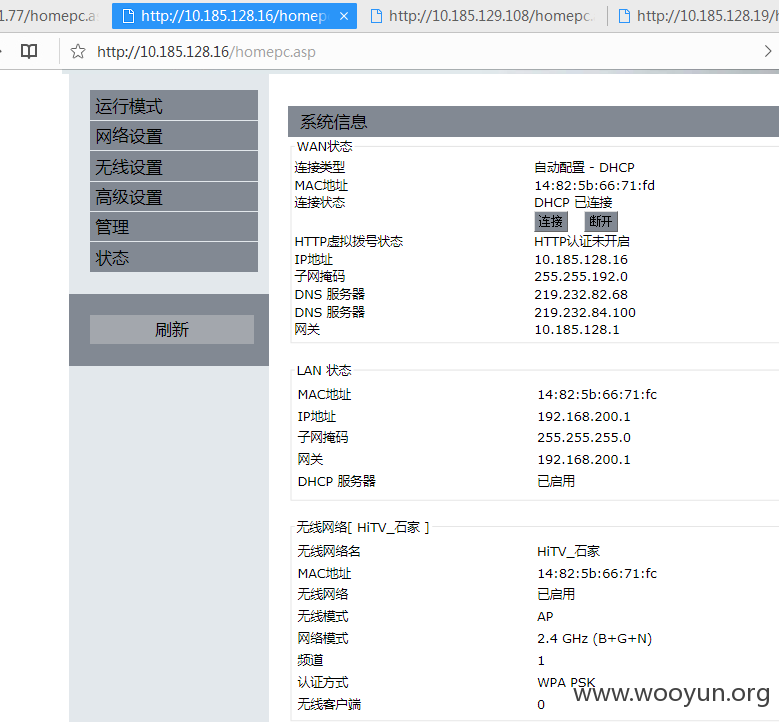 1.77/homepc.a
http://10.185.128.16/homep
http://10.185.129.108/homepc.
http://10.185.128.19/h
http://10.185.128.16/homepc.asp
运行模式
网络设置
无线设置
高级设置
管理
状态
刷新
系统信息
WAN状态
连接类型 自动配置 - DHCP
MAC地址 14:82:5b:66:71:fd
连接状态 DHCP 已连接
连接 断开
HTTP虚拟拨号状态 HTTP认证未开启
IP地址 10.185.128.16
子网掩码 255.255.192.0
DNS 服务器 219.232.82.68
DNS 服务器 219.232.84.100
网关 10.185.128.1
LAN 状态
MAC地址 14:82:5b:66:71:fc
IP地址 192.168.200.1
子网掩码 255.255.255.0
网关 192.168.200.1
DHCP 服务器 已启用
无线网络[ HiTV_石家 ]
无线网络名 HiTV_石家
MAC地址 14:82:5b:66:71:fc
无线网络 已启用
无线模式 AP
网络模式 2.4 GHz (B+G+N)
频道 1
认证方式 WPA PSK
无线客户端 0
www.wooyun.org